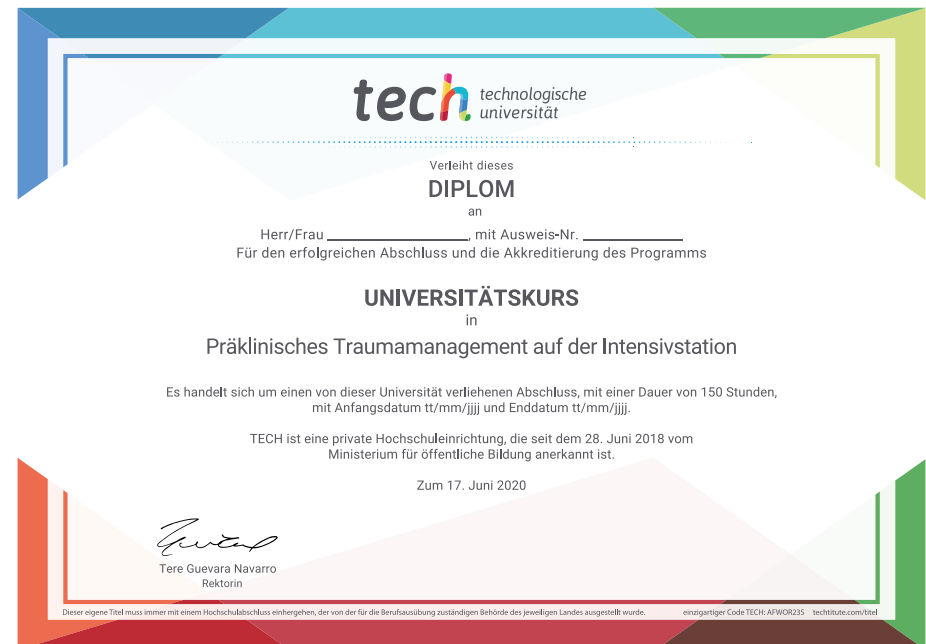 tech technologische
universität
Verleiht dieses
DIPLOM
an
Herr/Frau ____________________, mit Ausweis-Nr. ______________
Für den erfolgreichen Abschluss und die Akkreditierung des Programms
UNIVERSITÄTSKURS
in
Präklinisches Traumamanagement auf der Intensivstation
Es handelt sich um einen von dieser Universität verliehenen Abschluss, mit einer Dauer von 150 Stunden,
mit Anfangsdatum tt/mm/jjjj und Enddatum tt/mm/jjjj.
TECH ist eine private Hochschuleinrichtung, die seit dem 28. Juni 2018 vom
Ministerium für öffentliche Bildung anerkannt ist.
Zum 17. Juni 2020
Tere Guevara Navarro
Rektorin
Dieser eigene Titel muss immer mit einem Hochschulabschluss einhergehen, der von der für die Berufsausübung zuständigen Behörde des jeweiligen Landes ausgestellt wurde. einzigartiger Code TECH: AFWOR23S techtitute.com/titel